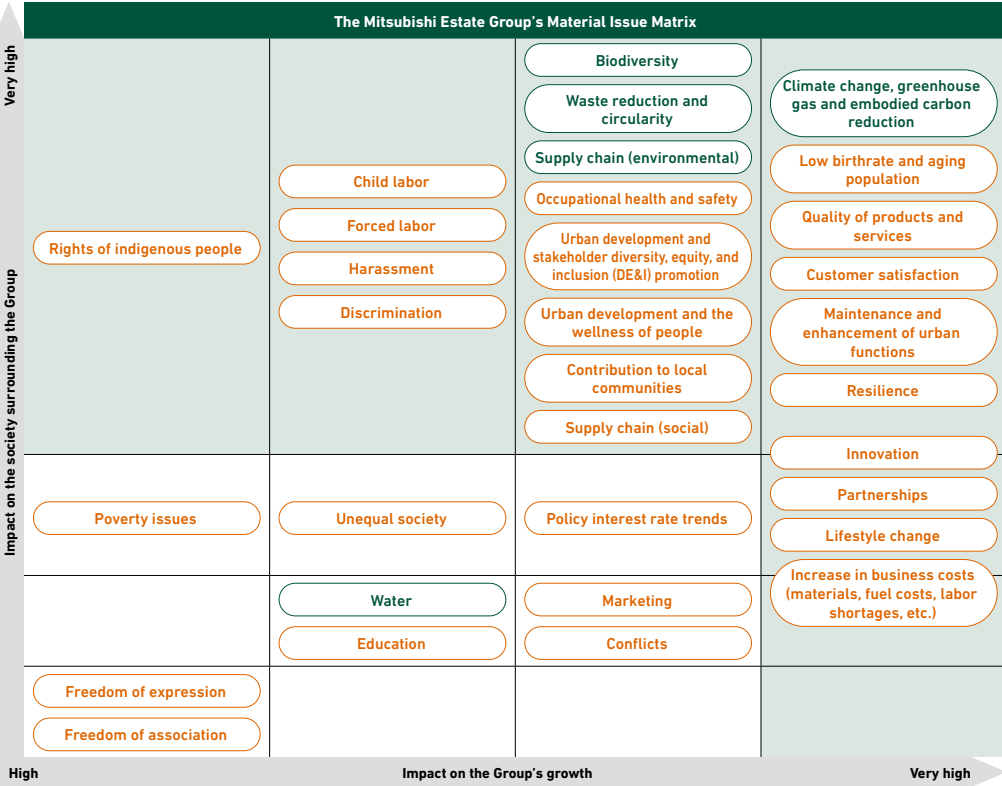 The Mitsubishi Estate Group's Material Issue Matrix
Very high
Impact on the society surrounding the Group
Rights of indigenous people
Child labor
Forced labor
Harassment
Discrimination
Biodiversity
Waste reduction and
circularity
Supply chain (environmental)
Occupational health and safety
Urban development and
stakeholder diversity, equity, and
inclusion (DE&I) promotion
Urban development and the
wellness of people
Contribution to local
communities
Supply chain (social)
Climate change, greenhouse
gas and embodied carbon
reduction
Low birthrate and aging
population
Quality of products and
services
Customer satisfaction
Maintenance and
enhancement of urban
functions
Resilience
Innovation
Partnerships
Lifestyle change
Increase in business costs
(materials, fuel costs, labor
shortages, etc.)
Poverty issues
Unequal society
Policy interest rate trends
Water
Education
Marketing
Conflicts
Freedom of expression
Freedom of association
High
Impact on the Group's growth
Very high